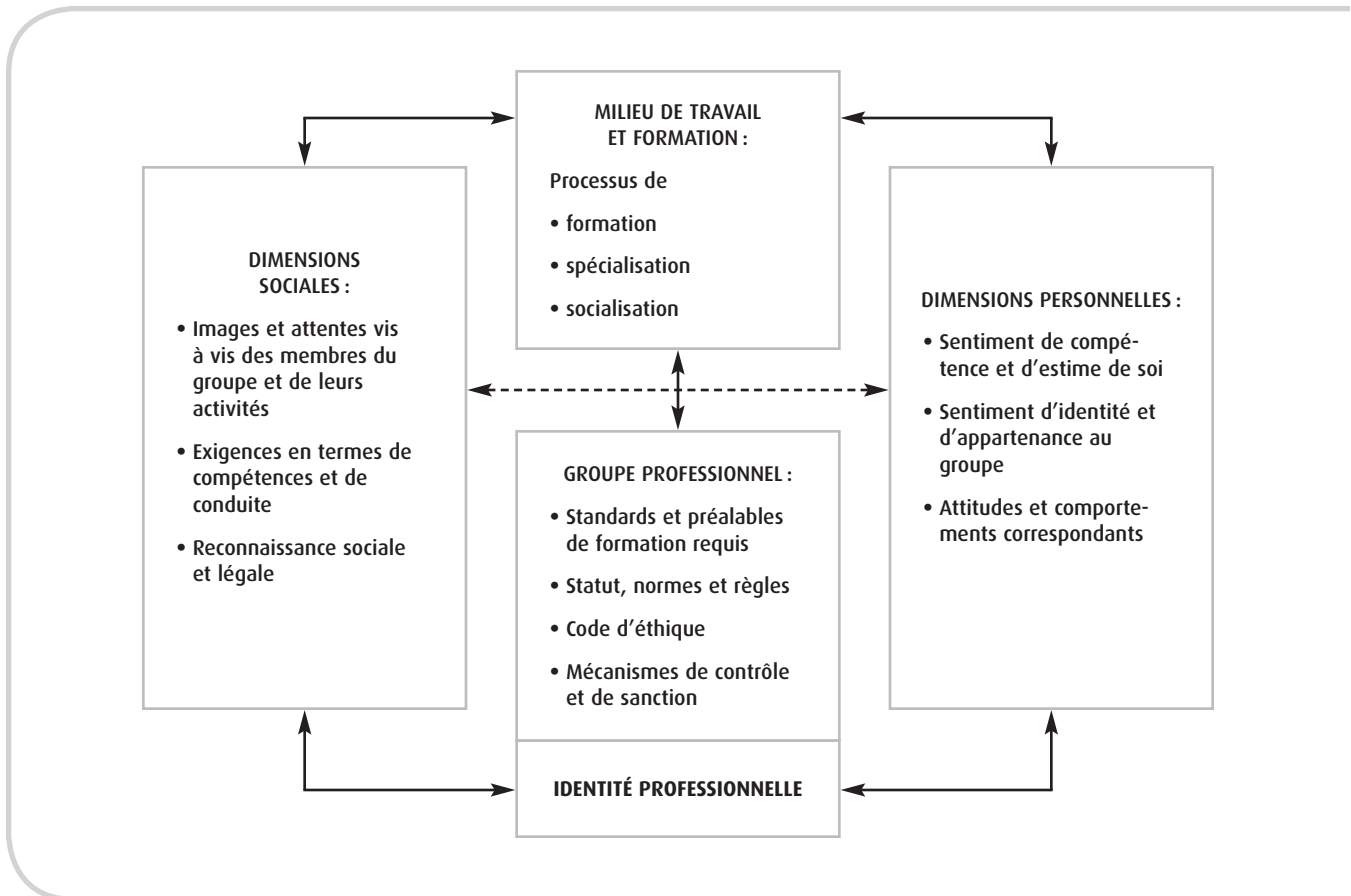 MILIEU DE TRAVAIL
ET FORMATION :
Processus de
• formation
• spécialisation
• socialisation
DIMENSIONS
SOCIALES :
• Images et attentes vis
à vis des membres du
groupe et de leurs
activités
• Exigences en termes de
compétences et de
conduite
• Reconnaissance sociale
et légale
DIMENSIONS PERSONNELLES :
• Sentiment de compé-
tence et d’estime de soi
• Sentiment d’identité et
d’appartenance au
groupe
• Attitudes et comporte-
ments correspondants
GROUPE PROFESSIONNEL :
• Standards et préalables
de formation requis
• Statut, normes et règles
• Code d’éthique
• Mécanismes de contrôle
et de sanction
IDENTITÉ PROFESSIONNELLE